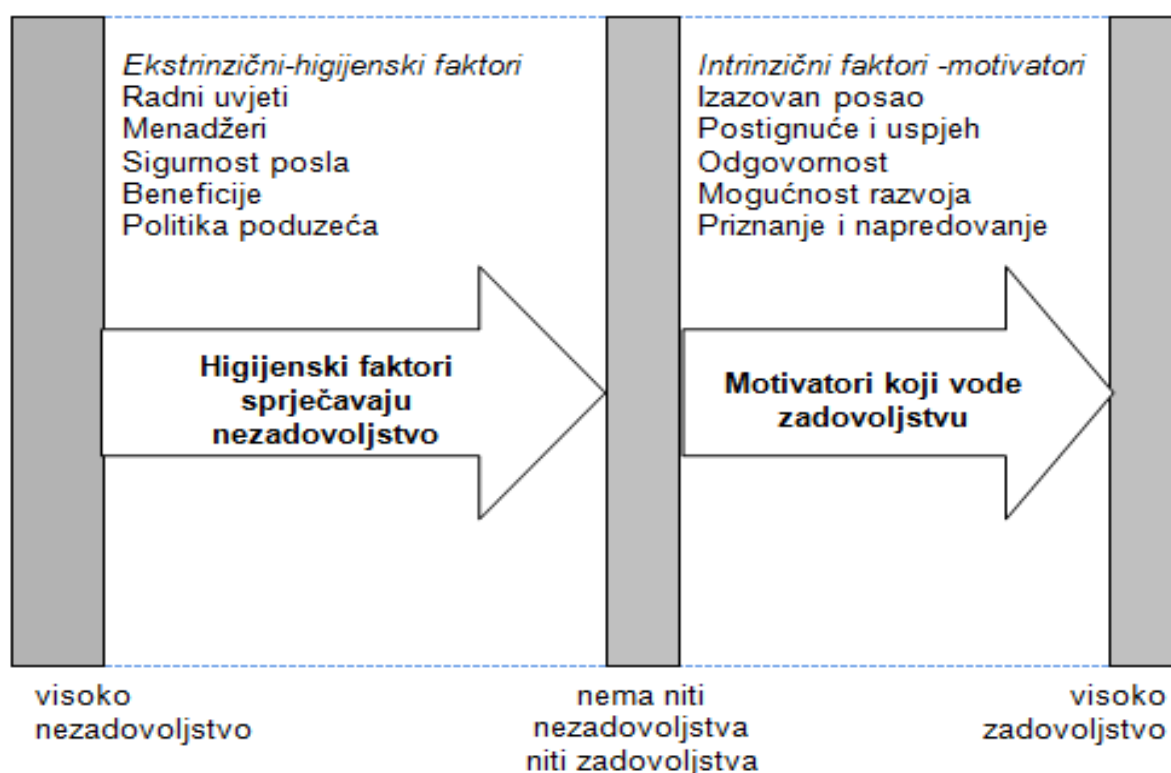 Ekstrinzični-higijenski faktori
Radni uvjeti
Menadžeri
Sigurnost posla
Beneficije
Politika poduzeća
Intrinzični faktori -motivatori
Izazovan posao
Postignuće i uspjeh
Odgovornost
Mogućnost razvoja
Priznanje i napredovanje
Higijenski faktori
sprječavaju
nezadovoljstvo
Motivatori koji vode
zadovoljstvu
visoko
nezadovoljstvo
nema niti
nezadovoljstva
niti zadovoljstva
visoko
zadovoljstvo